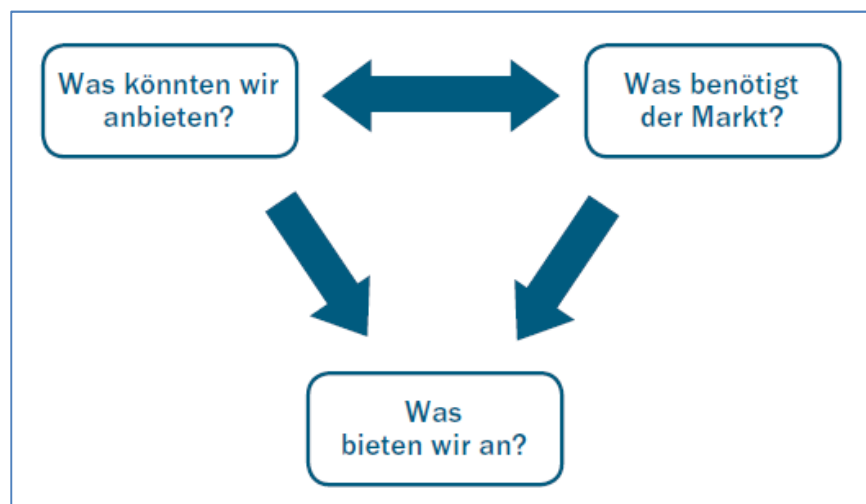 Was könnten wir
anbieten?
Was benötigt
der Markt?
Was
bieten wir an?